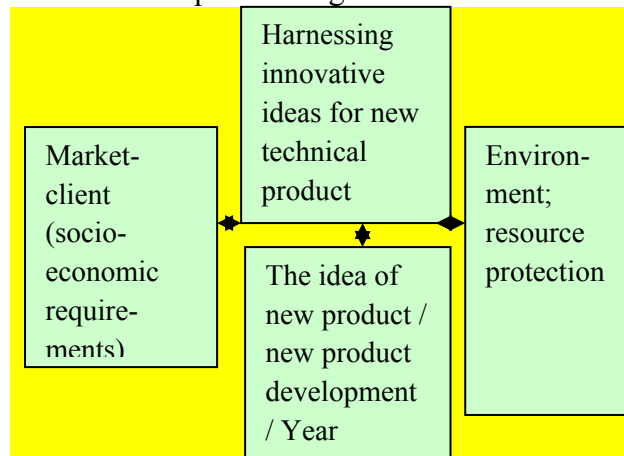 Harnessing
innovative
ideas for new
technical
product
Market-
client
(socio-
economic
require-
ments)
Environ-
ment;
resource
protection
The idea of
new product /
new product
development
/ Year